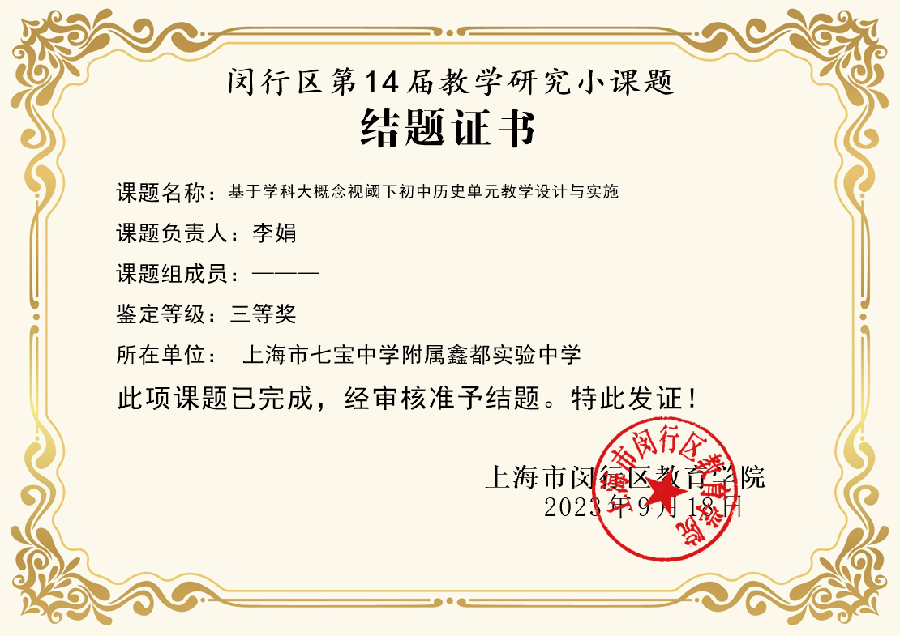 闵行区第14届教学研究小课题
结题证书
课题名称：基于学科大概念视阈下初中历史单元教学设计与实施
课题负责人：李娟
课题组成员：———
鉴定等级：三等奖
所在单位： 上海市七宝中学附属鑫都实验中学
此项课题已完成，经审核准予结题。特此发证！
上海市闵行区教育学院
2023年9月18日
上海市闵行区教育学院